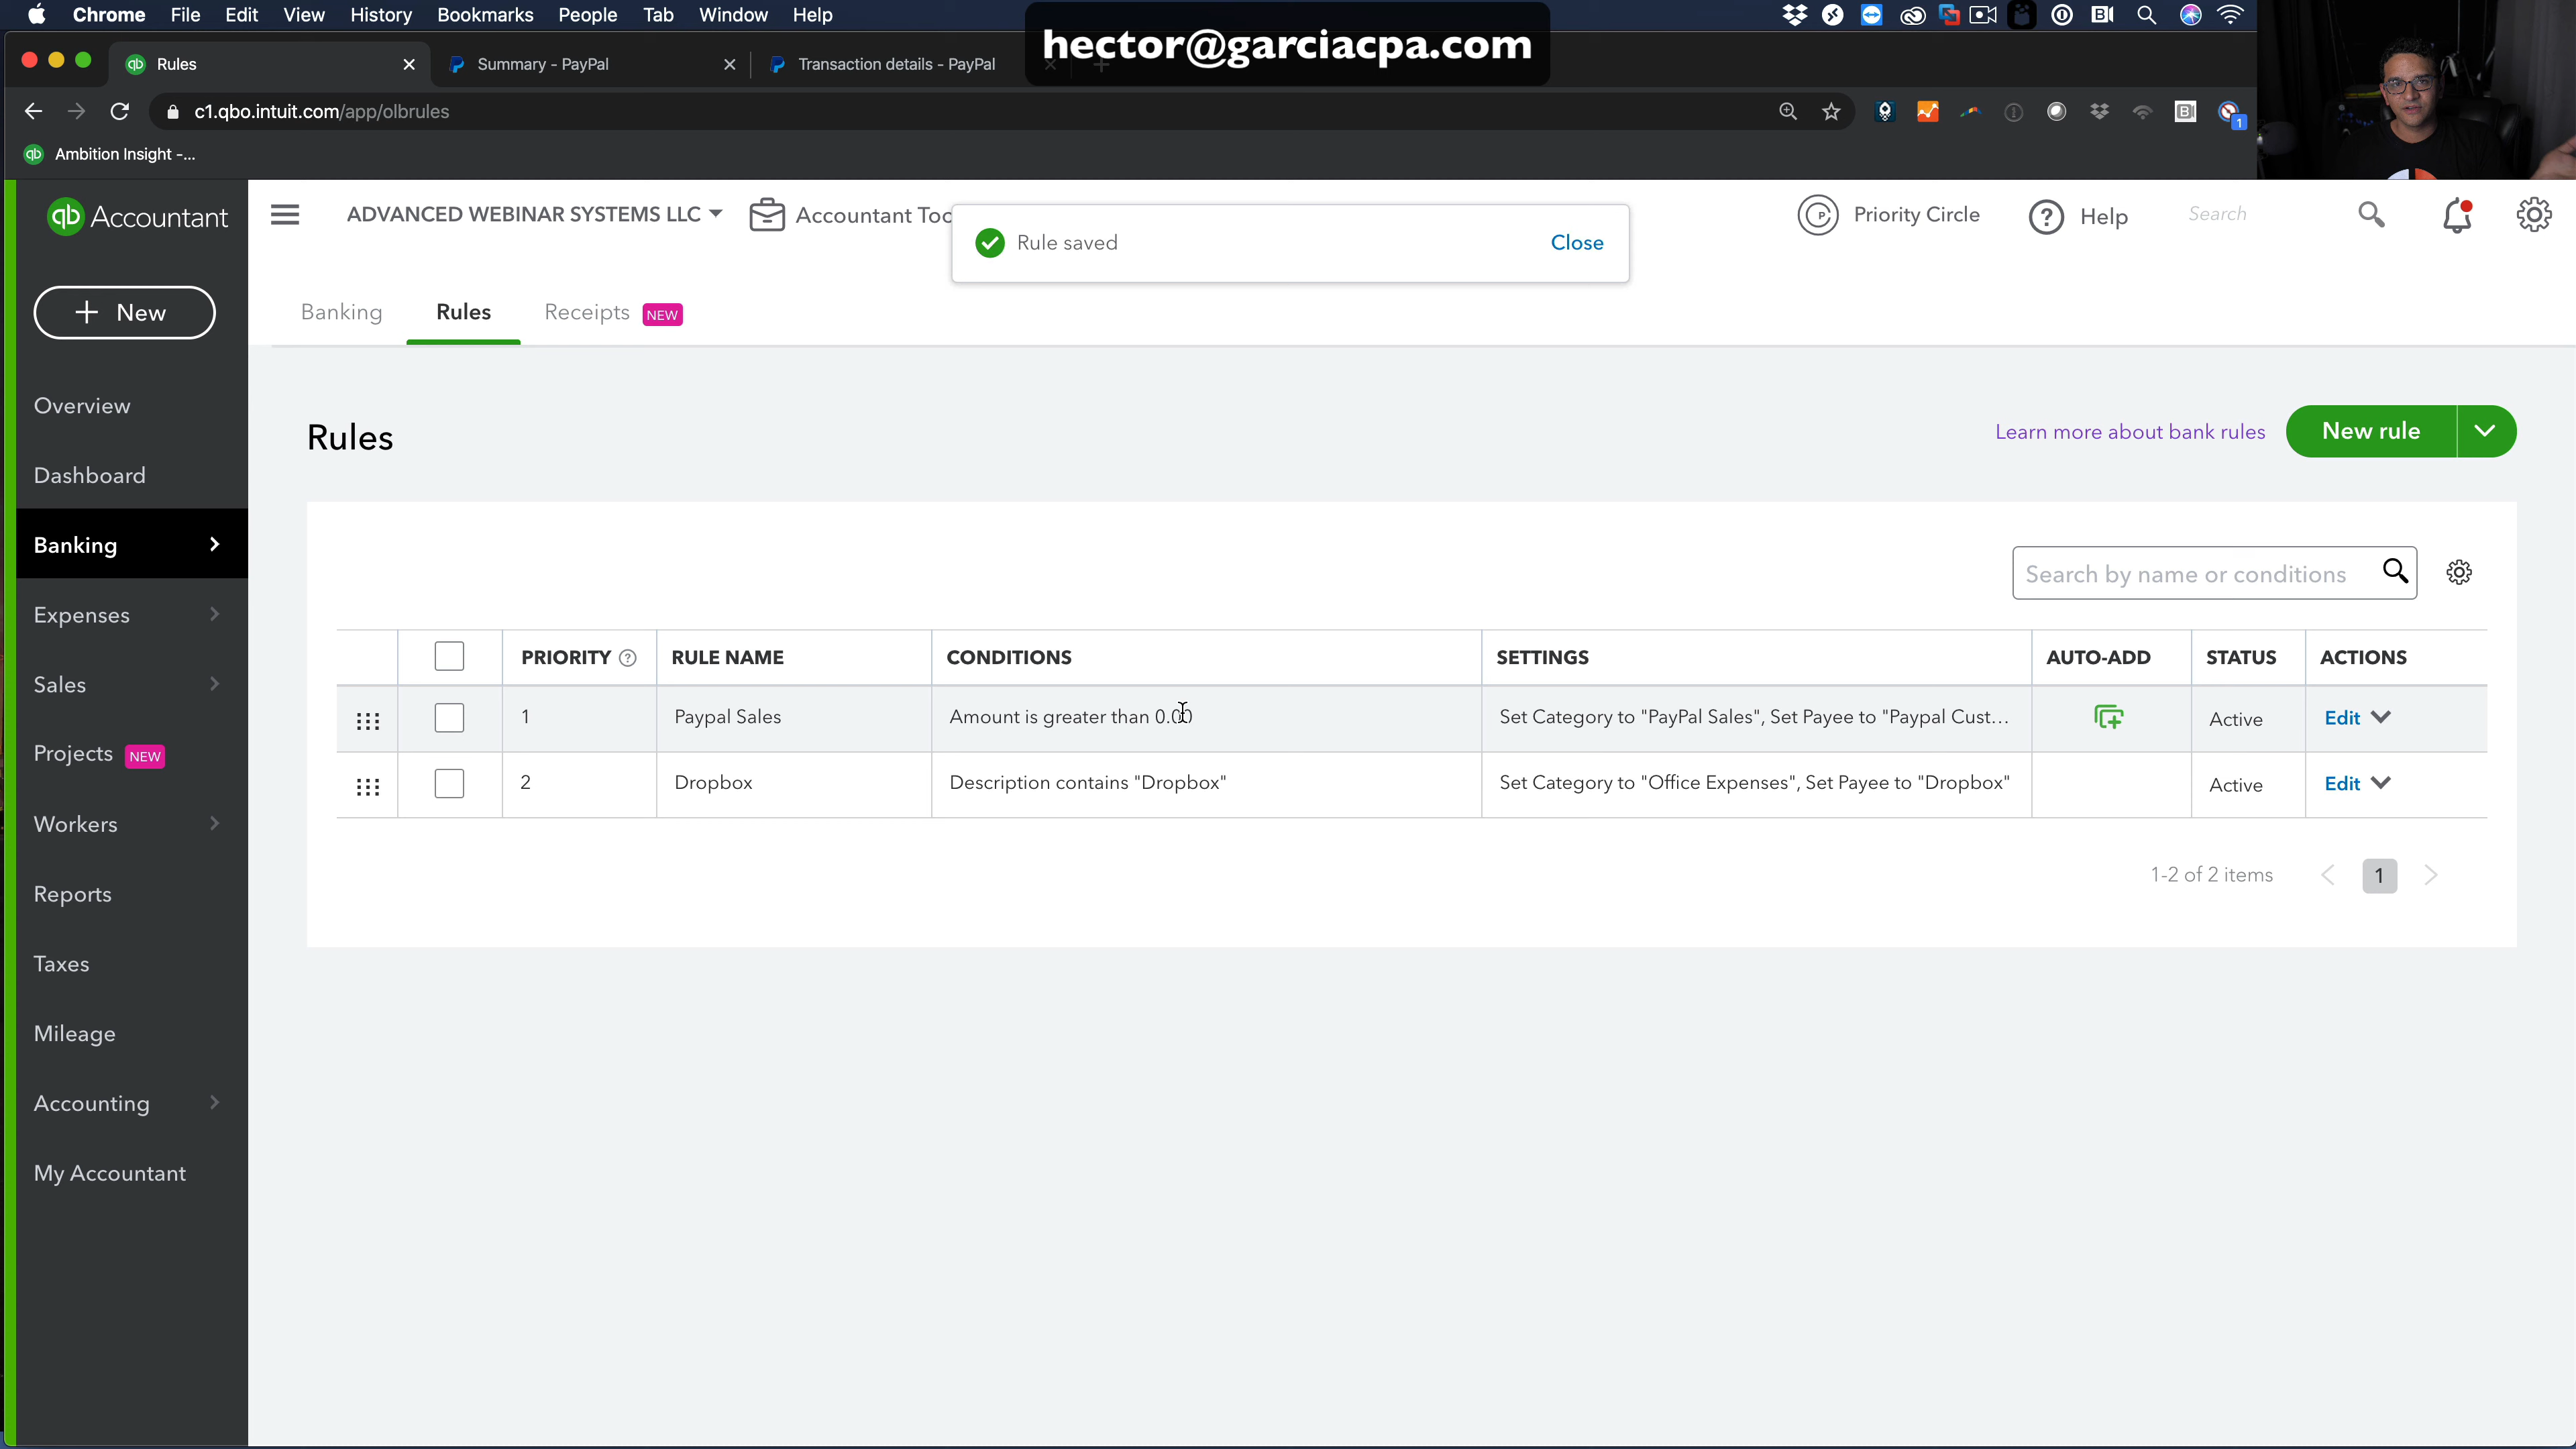 Chrome File Edit View History Bookmarks People Tab Window Help
hector@garciacpa.com
Rules Summary - PayPal Transaction details - PayPal
c1.qbo.intuit.com/app/olbrules
1
qb Ambition Insight -...
qb Accountant
ADVANCED WEBINAR SYSTEMS LLC Accountant Too
Priority Circle Help Search
Rule saved Close
New
Banking Rules Receipts NEW
Overview
Dashboard
Banking
Expenses
Sales
Projects NEW
Workers
Reports
Taxes
Mileage
Accounting
My Accountant
Rules
Learn more about bank rules New rule
Search by name or conditions
PRIORITY RULE NAME CONDITIONS SETTINGS AUTO-ADD STATUS ACTIONS
1 Paypal Sales Amount is greater than 0.00 Set Category to "PayPal Sales", Set Payee to "Paypal Cust... Active Edit
2 Dropbox Description contains "Dropbox" Set Category to "Office Expenses", Set Payee to "Dropbox" Active Edit
1-2 of 2 items 1